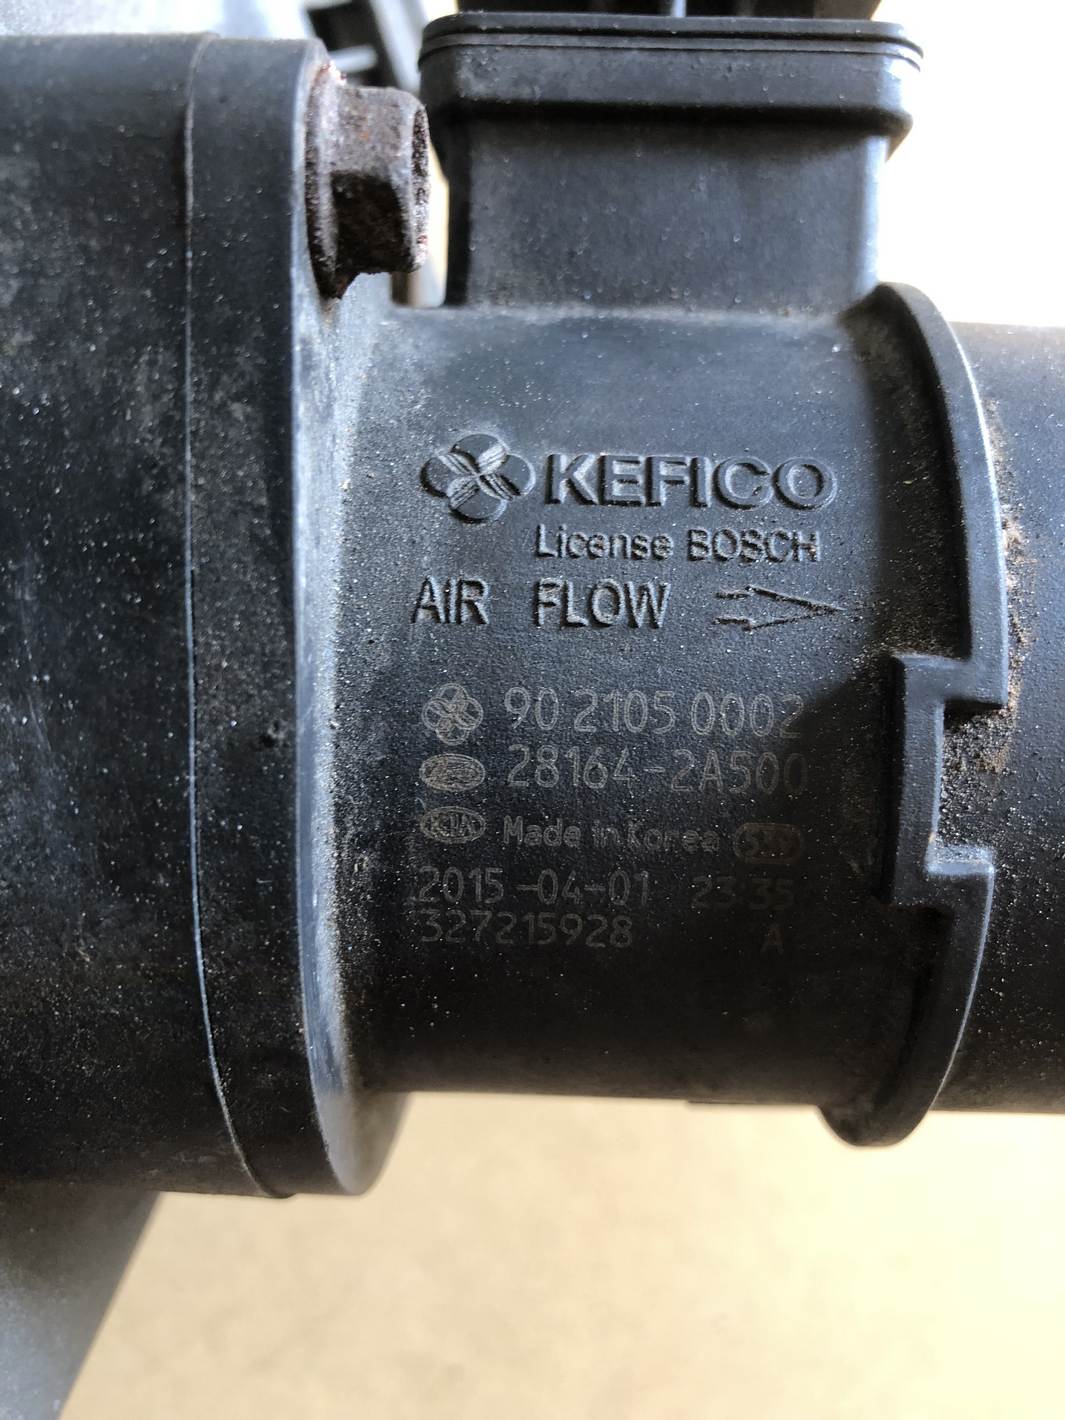 KEFICO
License BOSCH
AIR FLOW
90 2105 0002
28164-2A500
KIA Made in Korea
2015-04-01 23:35
327215928 A